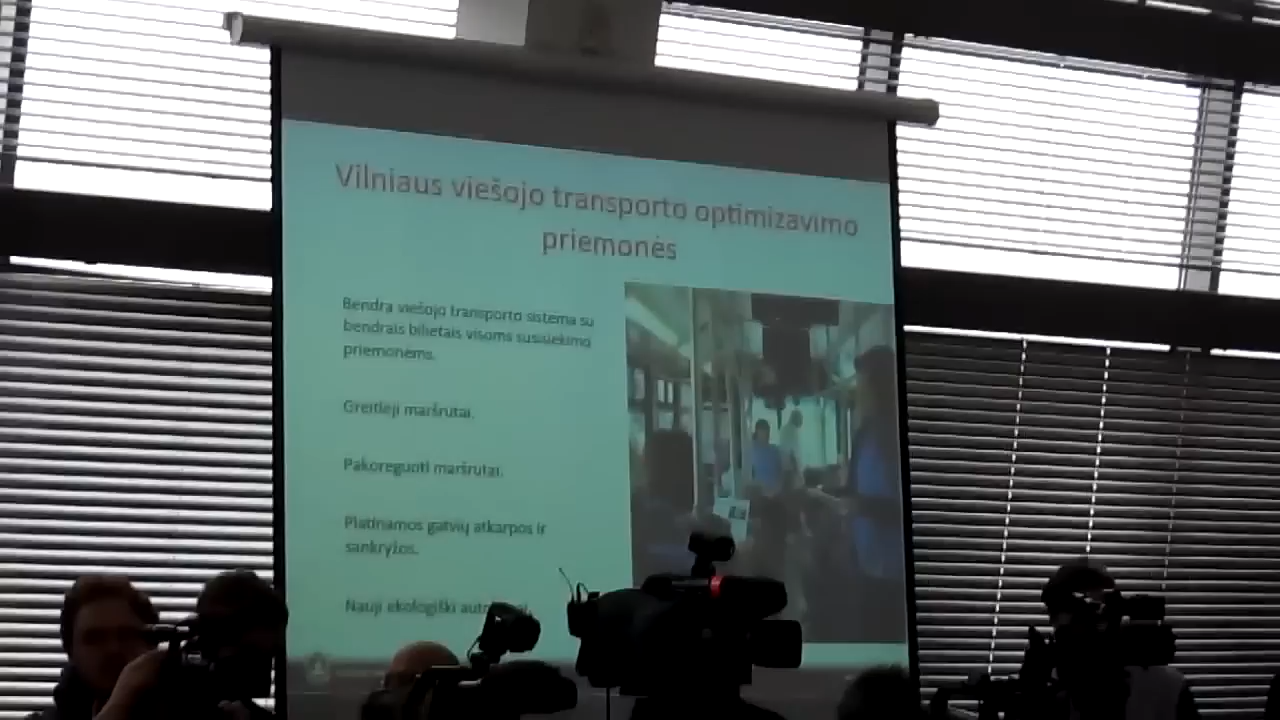 Vilniaus viešojo transporto optimizavimo
priemonės
Bendra viešojo transporto sistema su
bendrais bilietais visoms susisiekimo
priemonėms.
Greitieji maršrutai.
Pakoreguoti maršrutai.
Platinamos gatvių atkarpos ir
sankryžos.
Nauji ekologiški